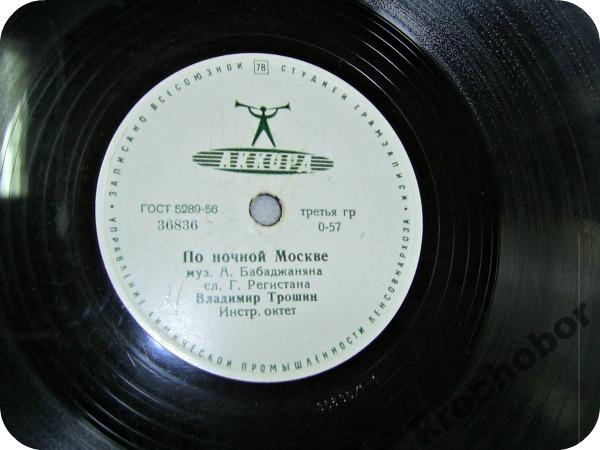 ЗАПИСАНО ВСЕСОЮЗНОЙ 78 СТУДИЕЙ ГРАМЗАПИСИ
АККОРД
ГОСТ 5289-56
третья гр
36836
0-57
По ночной Москве
муз. А. Бабаджаняна
сл. Г. Регистана
Владимир Трошин
Инстр. октет
УПРАВЛЕНИЕ ХИМИЧЕСКОЙ ПРОМЫШЛЕННОСТИ ЛЕНСОВНАРХОЗА
Krochobor